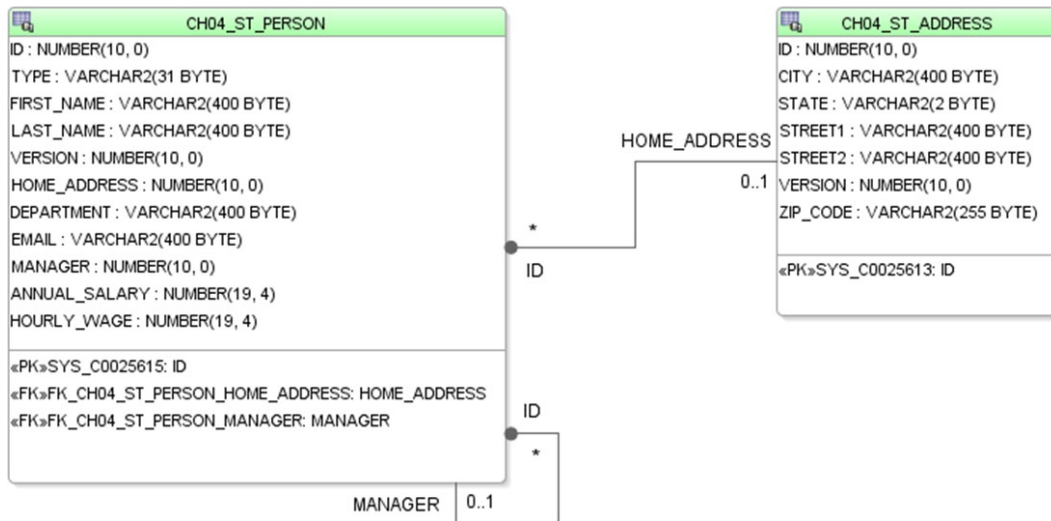 CH04_ST_PERSON
ID : NUMBER(10, 0)
TYPE : VARCHAR2(31 BYTE)
FIRST_NAME : VARCHAR2(400 BYTE)
LAST_NAME : VARCHAR2(400 BYTE)
VERSION : NUMBER(10, 0)
HOME_ADDRESS : NUMBER(10, 0)
DEPARTMENT : VARCHAR2(400 BYTE)
EMAIL : VARCHAR2(400 BYTE)
MANAGER : NUMBER(10, 0)
ANNUAL_SALARY : NUMBER(19, 4)
HOURLY_WAGE : NUMBER(19, 4)
«PK»SYS_C0025615: ID
«FK»FK_CH04_ST_PERSON_HOME_ADDRESS: HOME_ADDRESS
«FK»FK_CH04_ST_PERSON_MANAGER: MANAGER
HOME_ADDRESS
0..1
*
ID
ID
*
MANAGER
0..1
CH04_ST_ADDRESS
ID : NUMBER(10, 0)
CITY : VARCHAR2(400 BYTE)
STATE : VARCHAR2(2 BYTE)
STREET1 : VARCHAR2(400 BYTE)
STREET2 : VARCHAR2(400 BYTE)
VERSION : NUMBER(10, 0)
ZIP_CODE : VARCHAR2(255 BYTE)
«PK»SYS_C0025613: ID